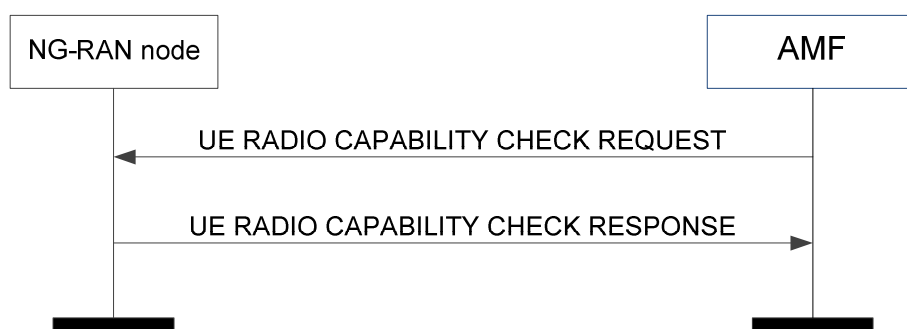 NG-RAN node
AMF
UE RADIO CAPABILITY CHECK REQUEST
UE RADIO CAPABILITY CHECK RESPONSE